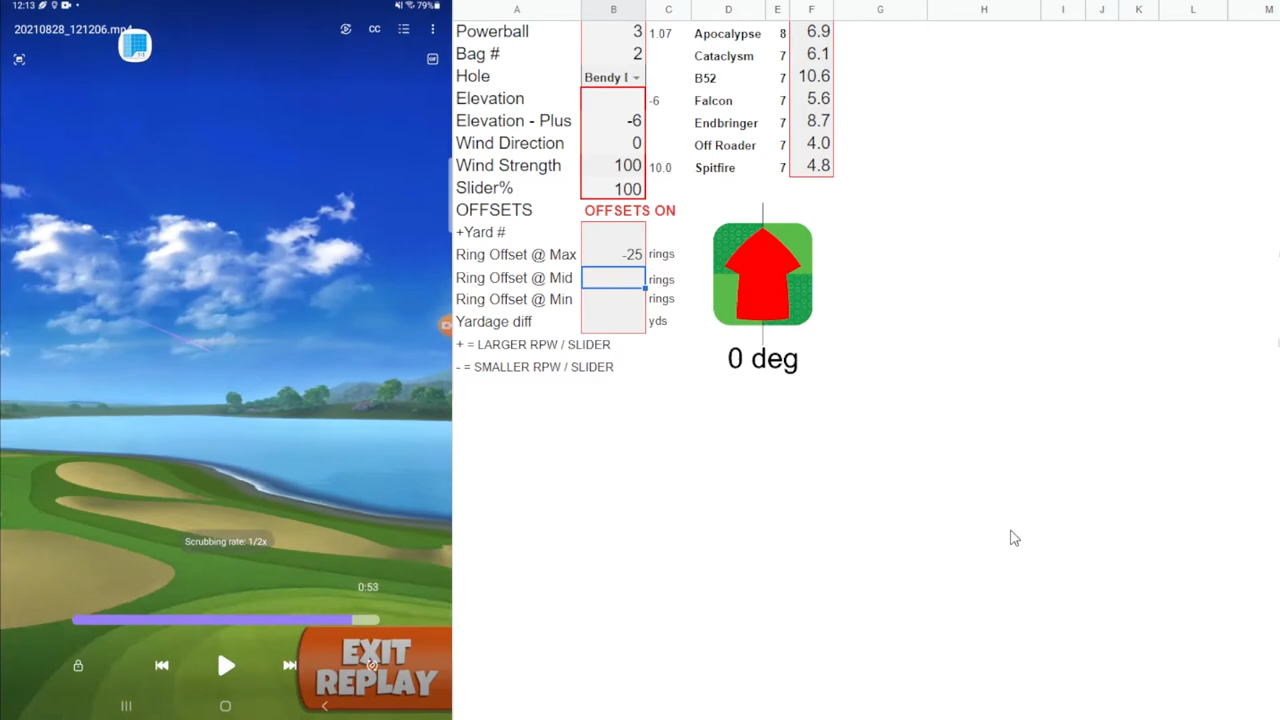 12:13
79%
20210828_121206.mp4
CC
GIF
Scrubbing rate: 1/2x
0:53
EXIT
REPLAY
A B C D E F G H I J K L M
Powerball 3 1.07 Apocalypse 8 6.9
Bag # 2 Cataclysm 7 6.1
Hole Bendy B52 7 10.6
Elevation -6 Falcon 7 5.6
Elevation - Plus -6 Endbringer 7 8.7
Wind Direction 0 Off Roader 7 4.0
Wind Strength 100 10.0 Spitfire 7 4.8
Slider% 100
OFFSETS OFFSETS ON
+Yard #
Ring Offset @ Max -25 rings
Ring Offset @ Mid rings
Ring Offset @ Min rings
Yardage diff yds
+ = LARGER RPW / SLIDER
- = SMALLER RPW / SLIDER
0 deg